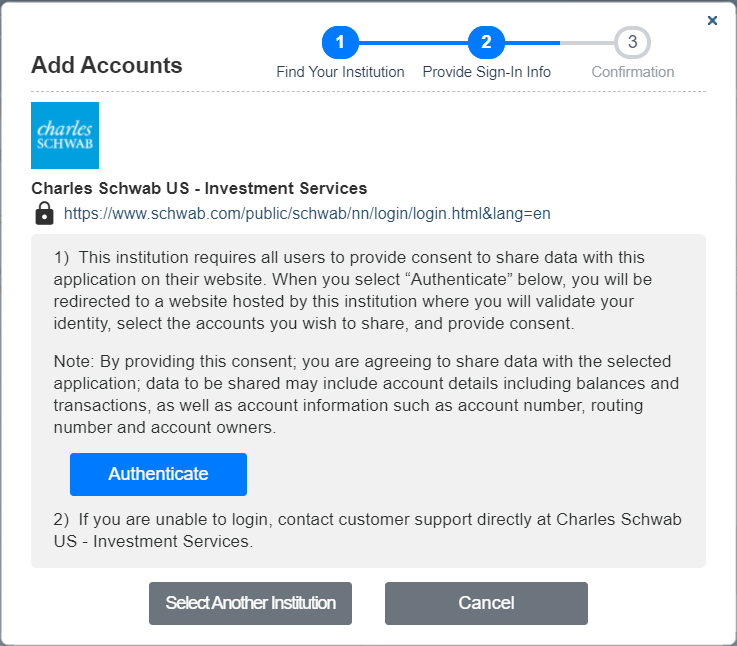 ×
1
2
3
Add Accounts
Find Your Institution
Provide Sign-In Info
Confirmation
charles
SCHWAB
Charles Schwab US - Investment Services
https://www.schwab.com/public/schwab/nn/login/login.html&lang=en
1) This institution requires all users to provide consent to share data with this
application on their website. When you select “Authenticate” below, you will be
redirected to a website hosted by this institution where you will validate your
identity, select the accounts you wish to share, and provide consent.
Note: By providing this consent; you are agreeing to share data with the selected
application; data to be shared may include account details including balances and
transactions, as well as account information such as account number, routing
number and account owners.
Authenticate
2) If you are unable to login, contact customer support directly at Charles Schwab
US - Investment Services.
Select Another Institution
Cancel